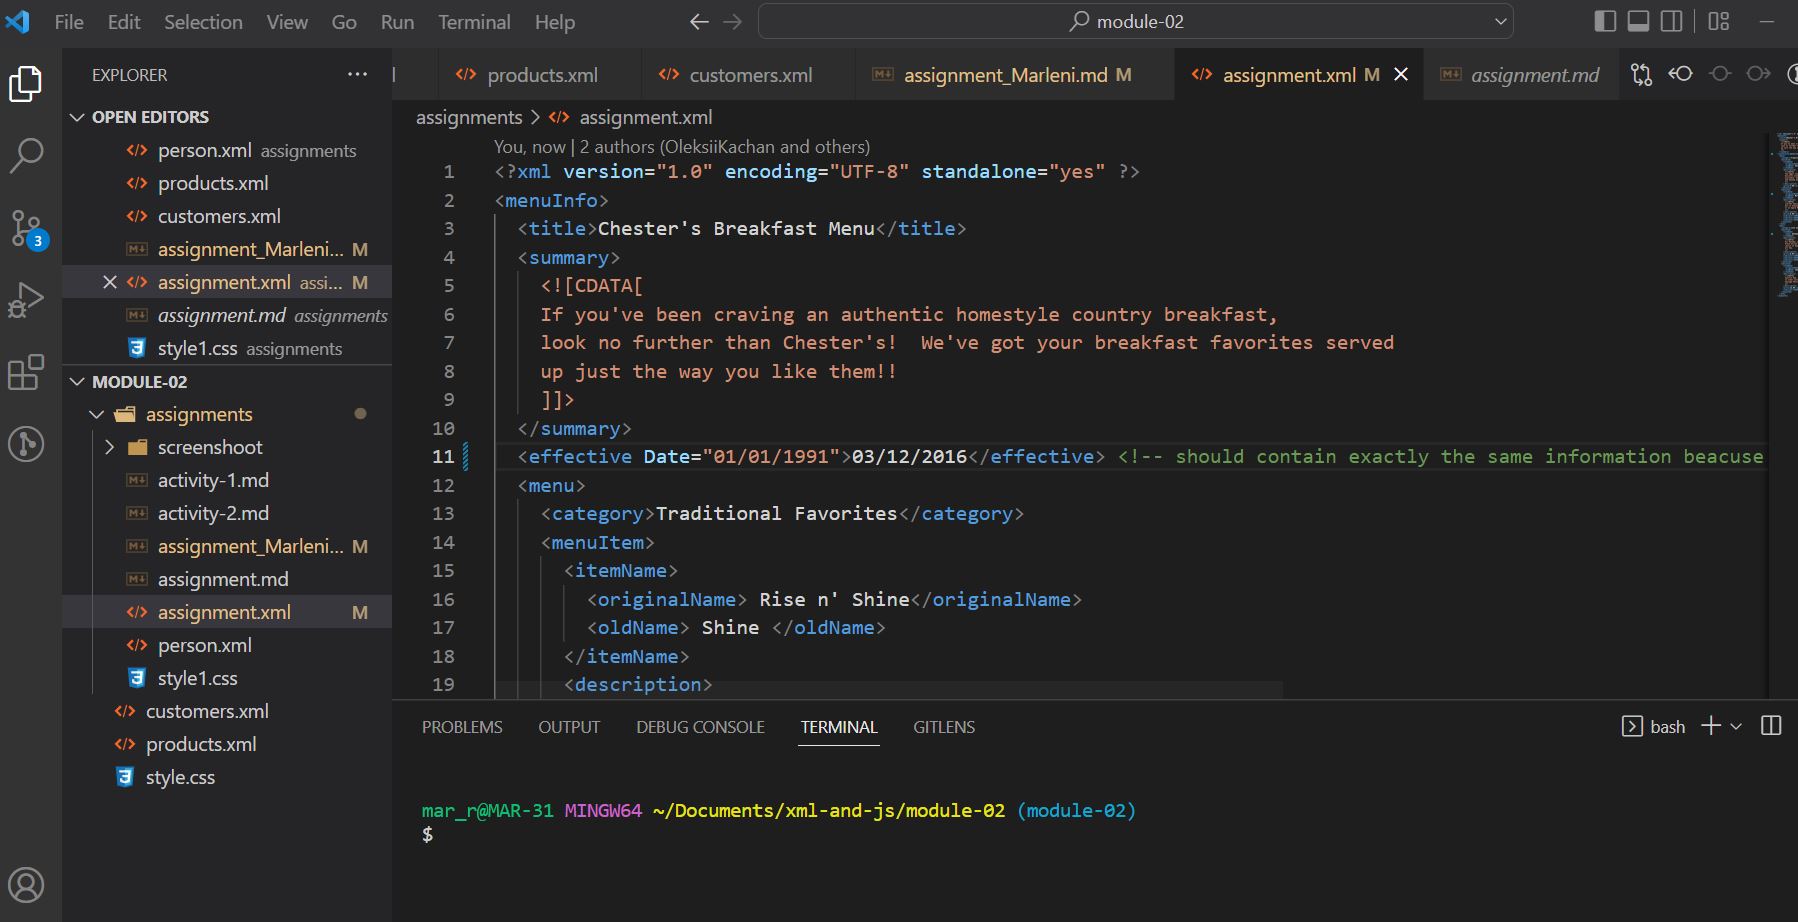 File Edit Selection View Go Run Terminal Help
module-02
EXPLORER
products.xml
customers.xml
assignment_Marleni.md M
assignment.xml M
assignment.md
OPEN EDITORS
person.xml assignments
products.xml
customers.xml
assignment_Marleni... M
assignment.xml assi... M
assignment.md assignments
style1.css assignments
MODULE-02
assignments
screenshoot
activity-1.md
activity-2.md
assignment_Marleni... M
assignment.md
assignment.xml M
person.xml
style1.css
customers.xml
products.xml
style.css
3
assignments > assignment.xml
You, now | 2 authors (OleksiiKachan and others)
1 <?xml version="1.0" encoding="UTF-8" standalone="yes" ?>
2 <menuInfo>
3 <title>Chester's Breakfast Menu</title>
4 <summary>
5 <![CDATA[
6 If you've been craving an authentic homestyle country breakfast,
7 look no further than Chester's!  We've got your breakfast favorites served
8 up just the way you like them!!
9 ]]>
10 </summary>
11 <effective Date="01/01/1991">03/12/2016</effective> <!-- should contain exactly the same information beacuse
12 <menu>
13 <category>Traditional Favorites</category>
14 <menuItem>
15 <itemName>
16 <originalName> Rise n' Shine</originalName>
17 <oldName> Shine </oldName>
18 </itemName>
19 <description>
PROBLEMS OUTPUT DEBUG CONSOLE TERMINAL GITLENS
bash
mar_r@MAR-31 MINGW64 ~/Documents/xml-and-js/module-02 (module-02)
$